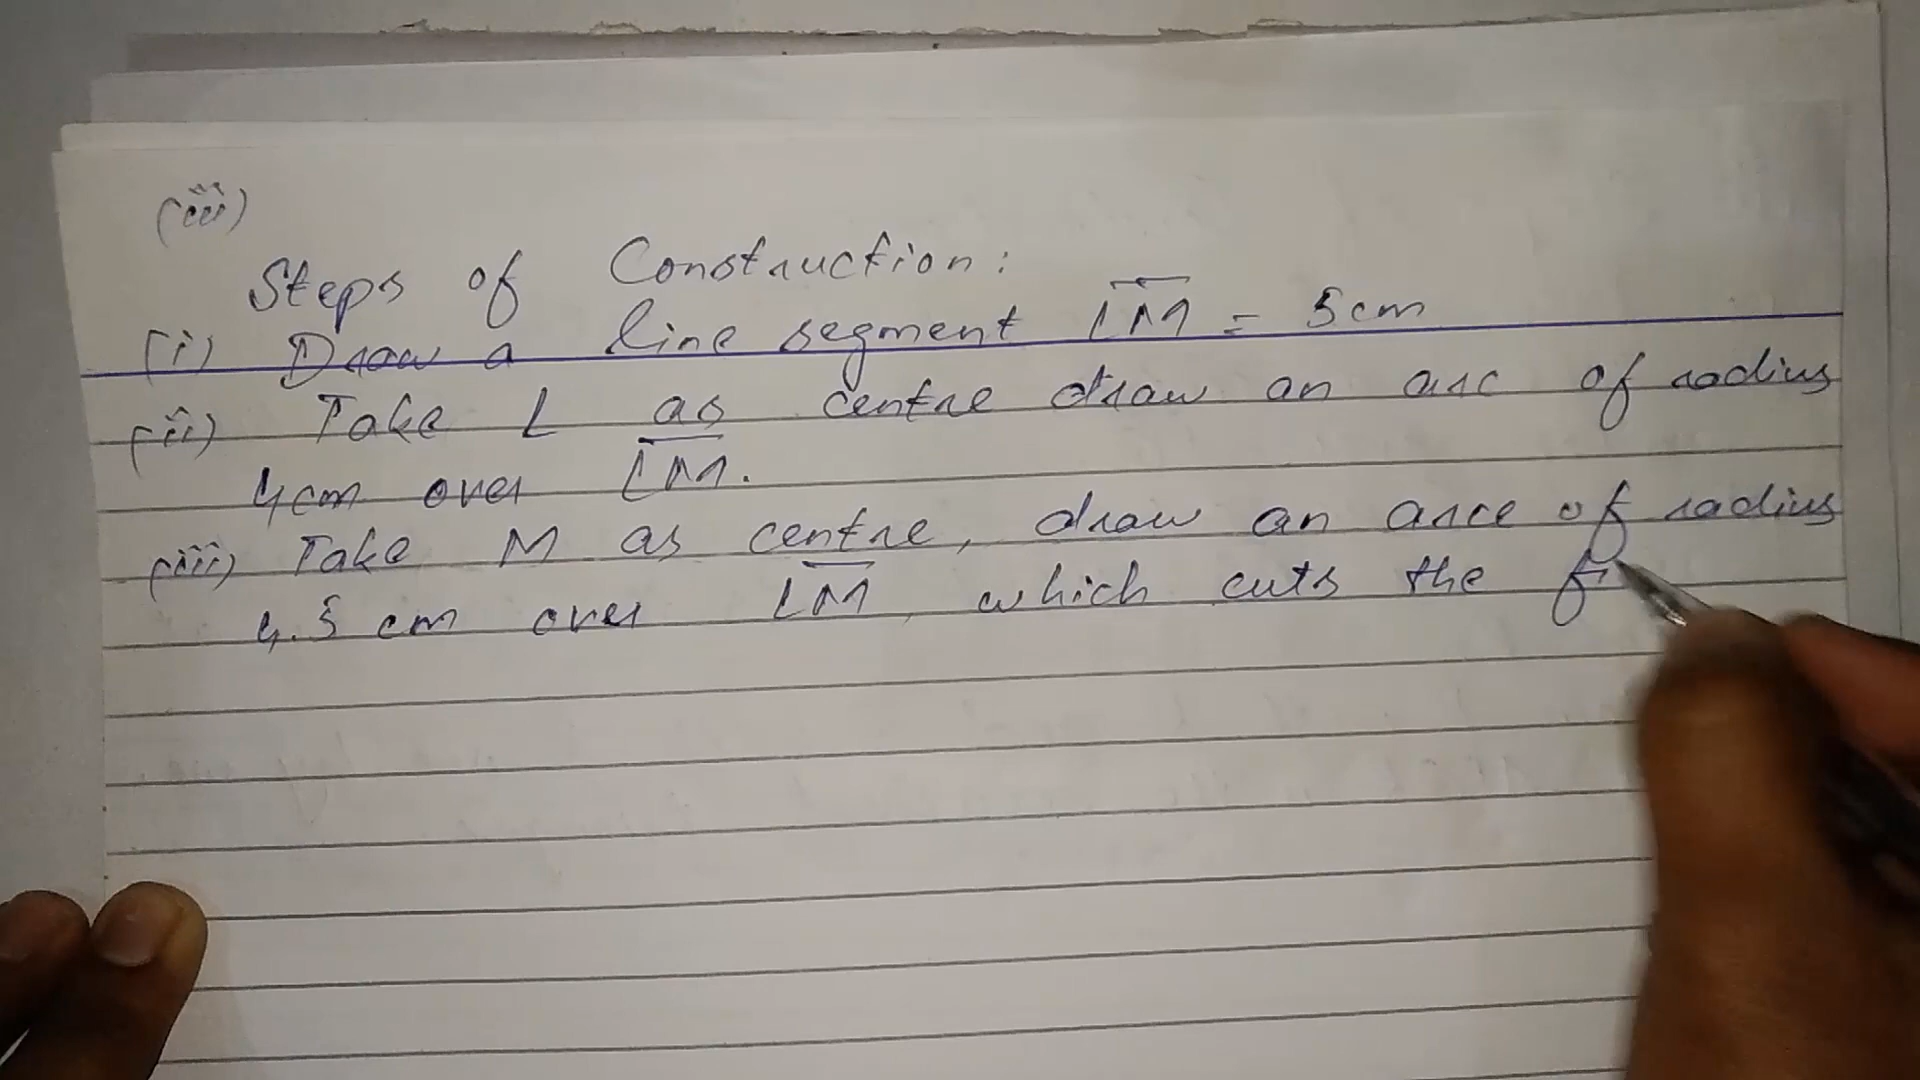 (iii)
Steps of Construction:
(i) Draw a line segment LM = 5cm
(ii) Take L as centre draw an arc of radius
4cm over LM.
(iii) Take M as centre, draw an arce of radius
4.5 cm over LM, which cuts the fi